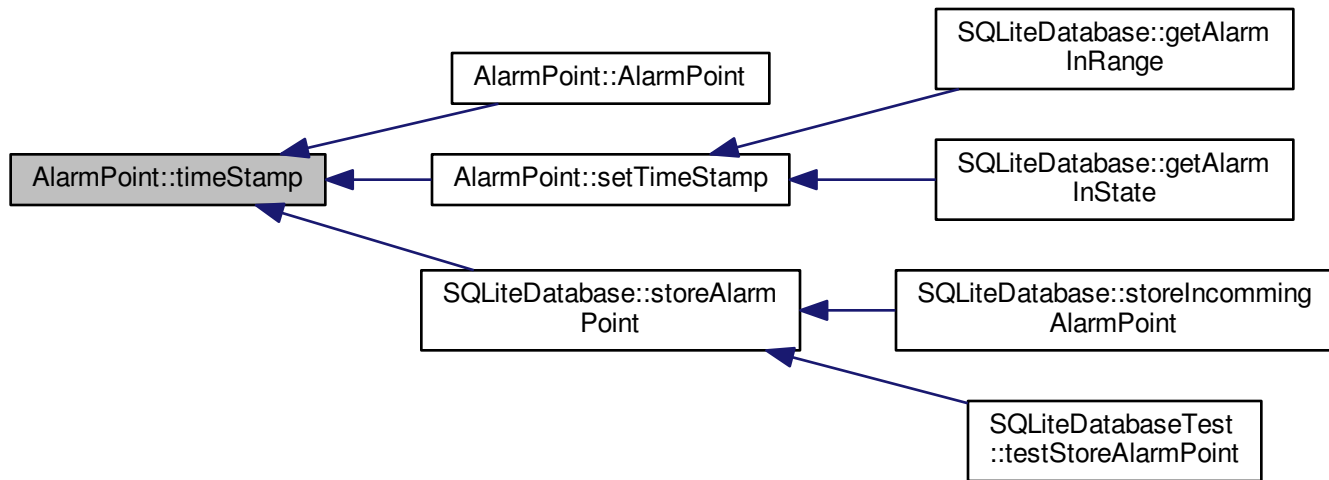 SQLiteDatabase::getAlarm
InRange
AlarmPoint::AlarmPoint
AlarmPoint::timeStamp
AlarmPoint::setTimeStamp
SQLiteDatabase::getAlarm
InState
SQLiteDatabase::storeAlarm
Point
SQLiteDatabase::storeIncomming
AlarmPoint
SQLiteDatabaseTest
::testStoreAlarmPoint